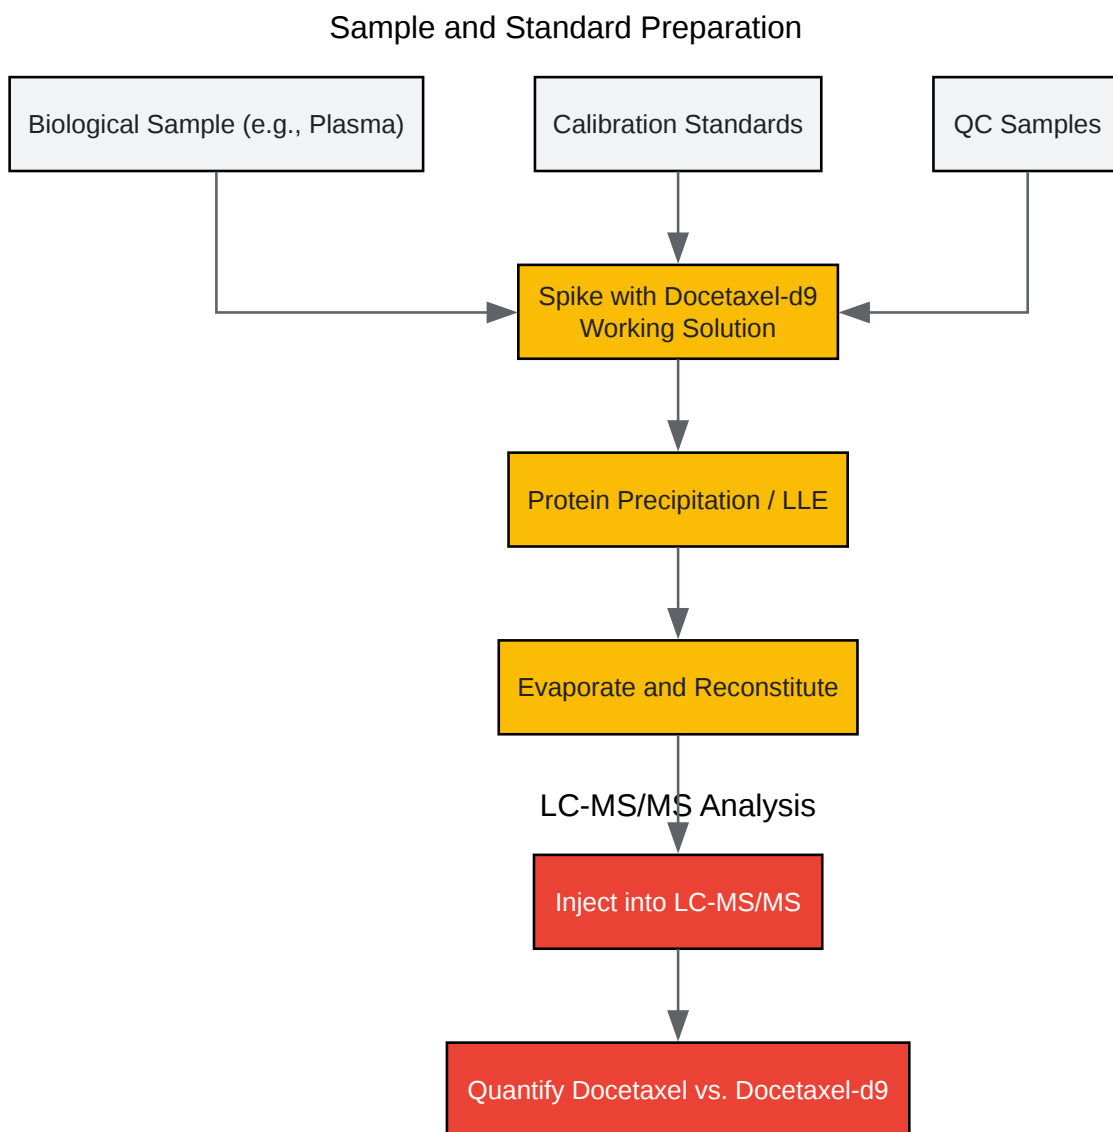 Sample and Standard Preparation
Biological Sample (e.g., Plasma)
Calibration Standards
QC Samples
Spike with Docetaxel-d9
Working Solution
Protein Precipitation / LLE
Evaporate and Reconstitute
LC-MS/MS Analysis
Inject into LC-MS/MS
Quantify Docetaxel vs. Docetaxel-d9